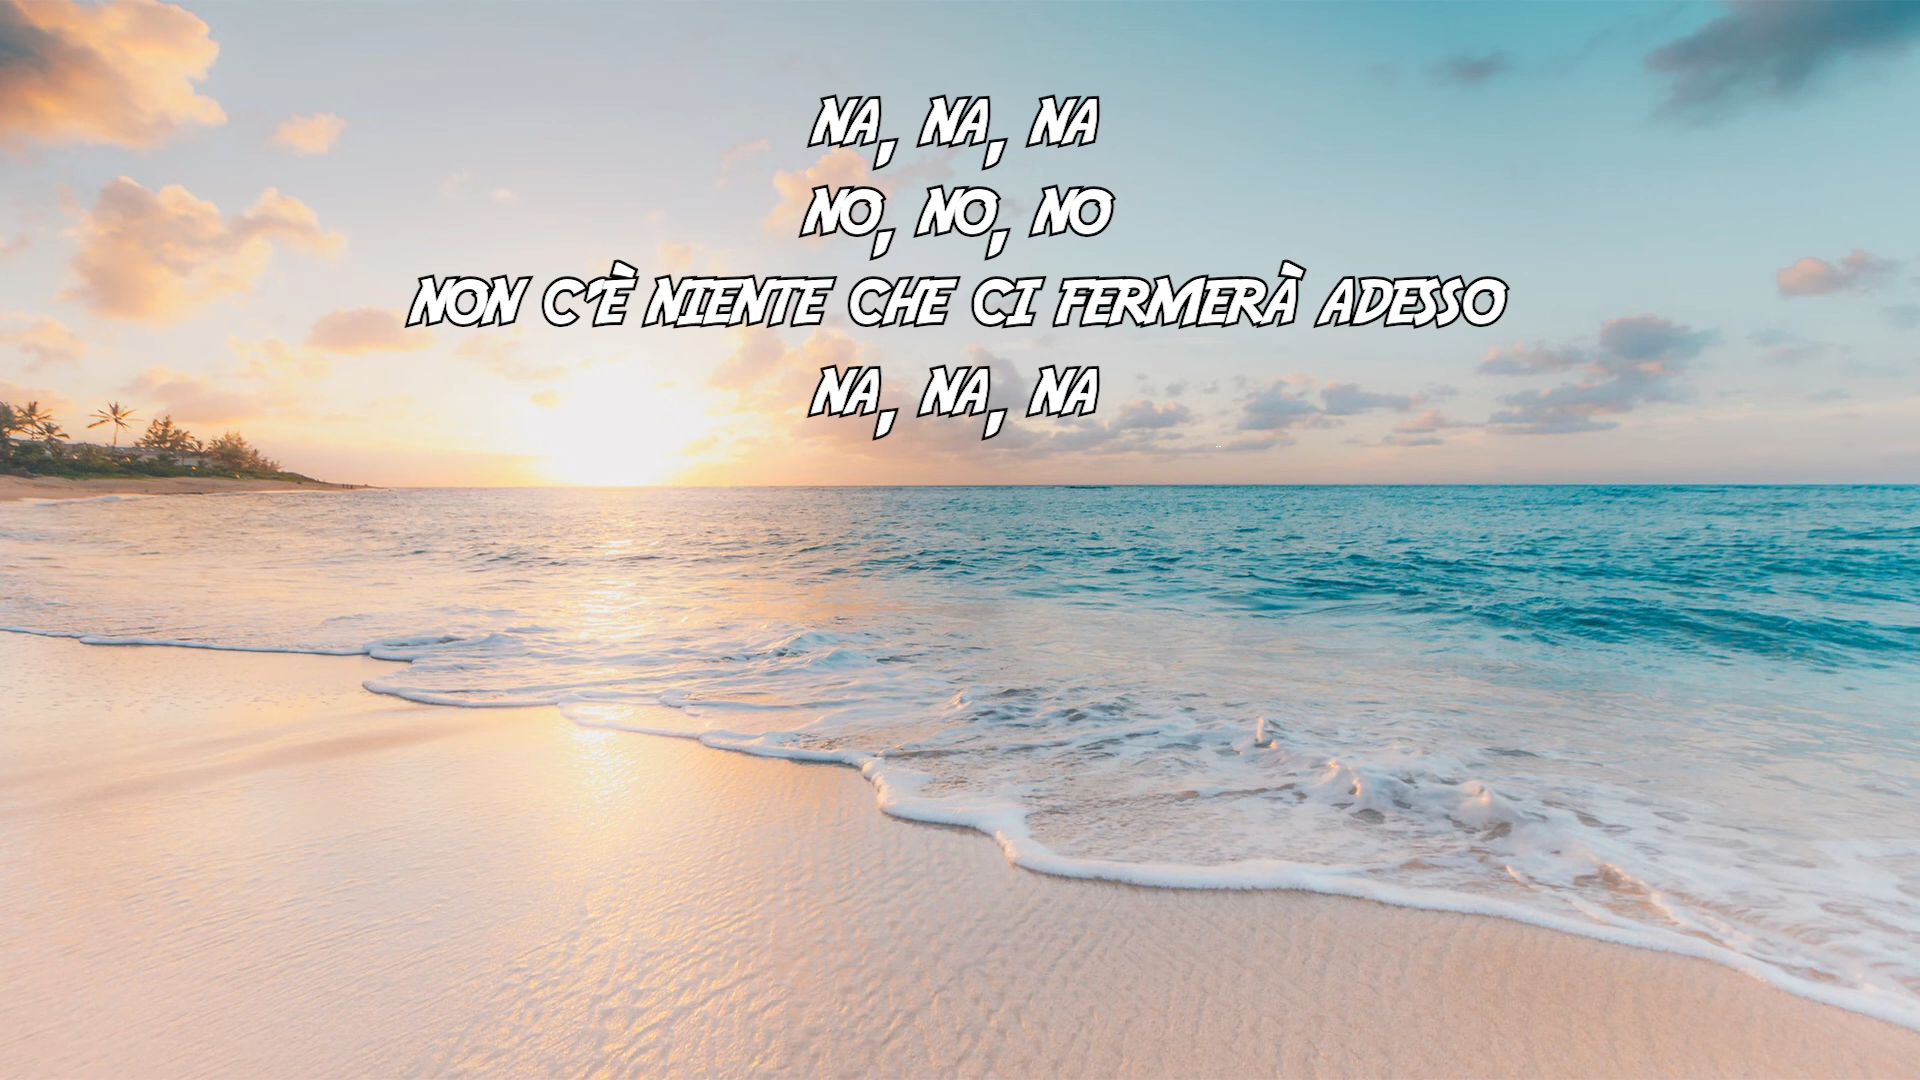 NA, NA, NA
NO, NO, NO
NON C'È NIENTE CHE CI FERMERÀ ADESSO
NA, NA, NA